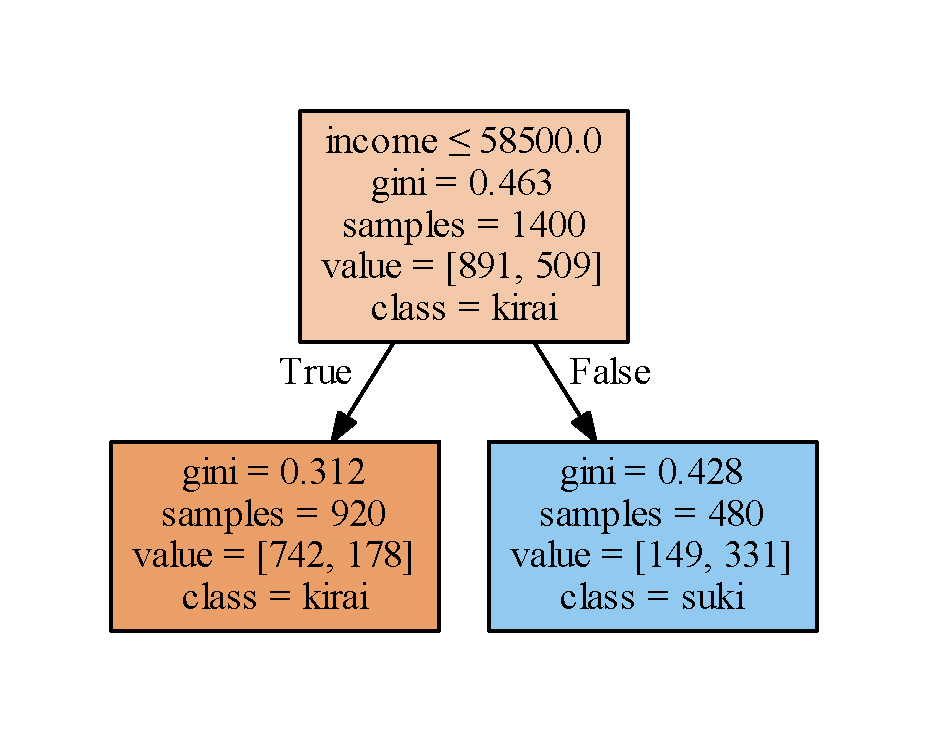 income ≤ 58500.0
gini = 0.463
samples = 1400
value = [891, 509]
class = kirai
True
False
gini = 0.312
samples = 920
value = [742, 178]
class = kirai
gini = 0.428
samples = 480
value = [149, 331]
class = suki